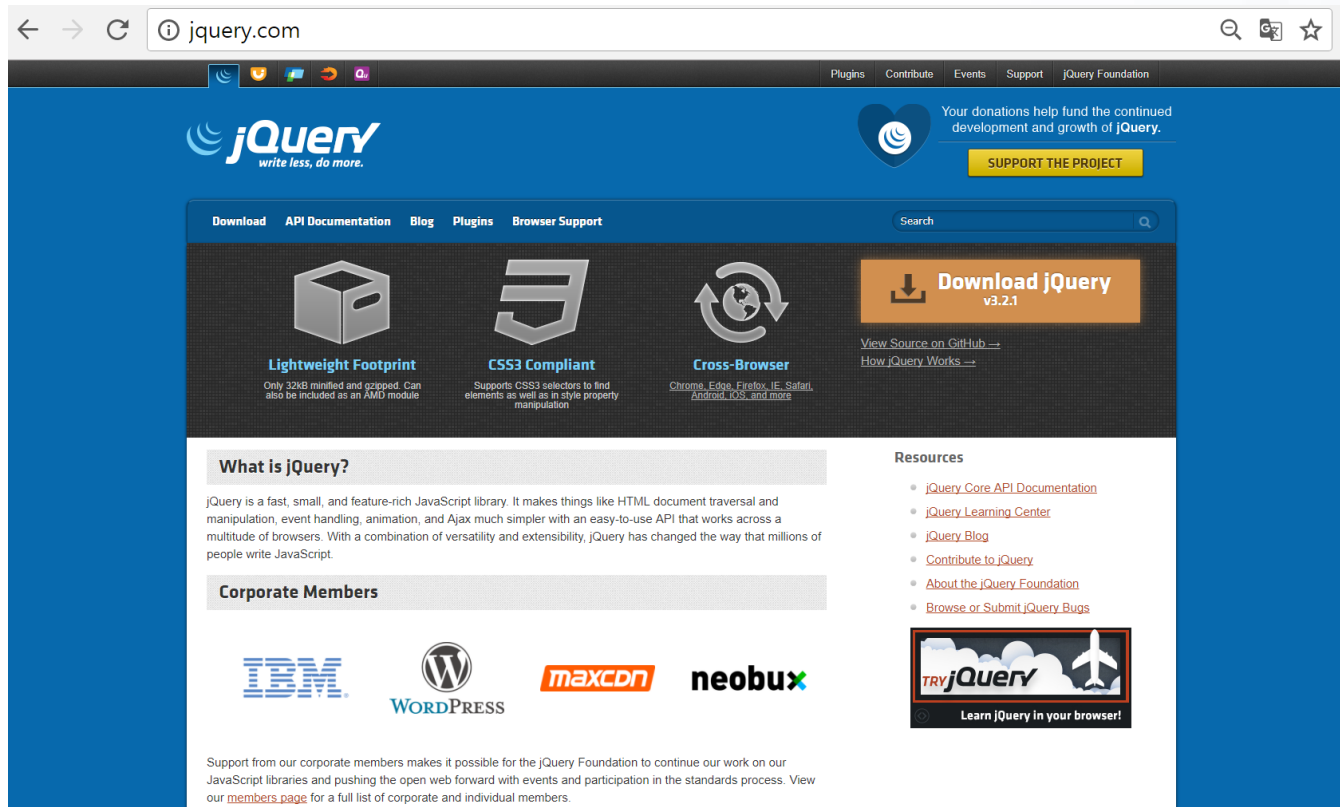 jquery.com
Plugins Contribute Events Support jQuery Foundation
jQuery
write less, do more.
Your donations help fund the continued
development and growth of jQuery.
SUPPORT THE PROJECT
Download API Documentation Blog Plugins Browser Support
Search
Lightweight Footprint
Only 32kB minified and gzipped. Can
also be included as an AMD module
CSS3 Compliant
Supports CSS3 selectors to find
elements as well as in style property
manipulation
Cross-Browser
Chrome, Edge, Firefox, IE, Safari,
Android, iOS, and more
Download jQuery
v3.2.1
View Source on GitHub →
How jQuery Works →
What is jQuery?
jQuery is a fast, small, and feature-rich JavaScript library. It makes things like HTML document traversal and
manipulation, event handling, animation, and Ajax much simpler with an easy-to-use API that works across a
multitude of browsers. With a combination of versatility and extensibility, jQuery has changed the way that millions of
people write JavaScript.
Corporate Members
IBM.
WORDPRESS
maxcdn
neobux
Support from our corporate members makes it possible for the jQuery Foundation to continue our work on our
JavaScript libraries and pushing the open web forward with events and participation in the standards process. View
our members page for a full list of corporate and individual members.
Resources
jQuery Core API Documentation
jQuery Learning Center
jQuery Blog
Contribute to jQuery
About the jQuery Foundation
Browse or Submit jQuery Bugs
TRY jQuery
Learn jQuery in your browser!